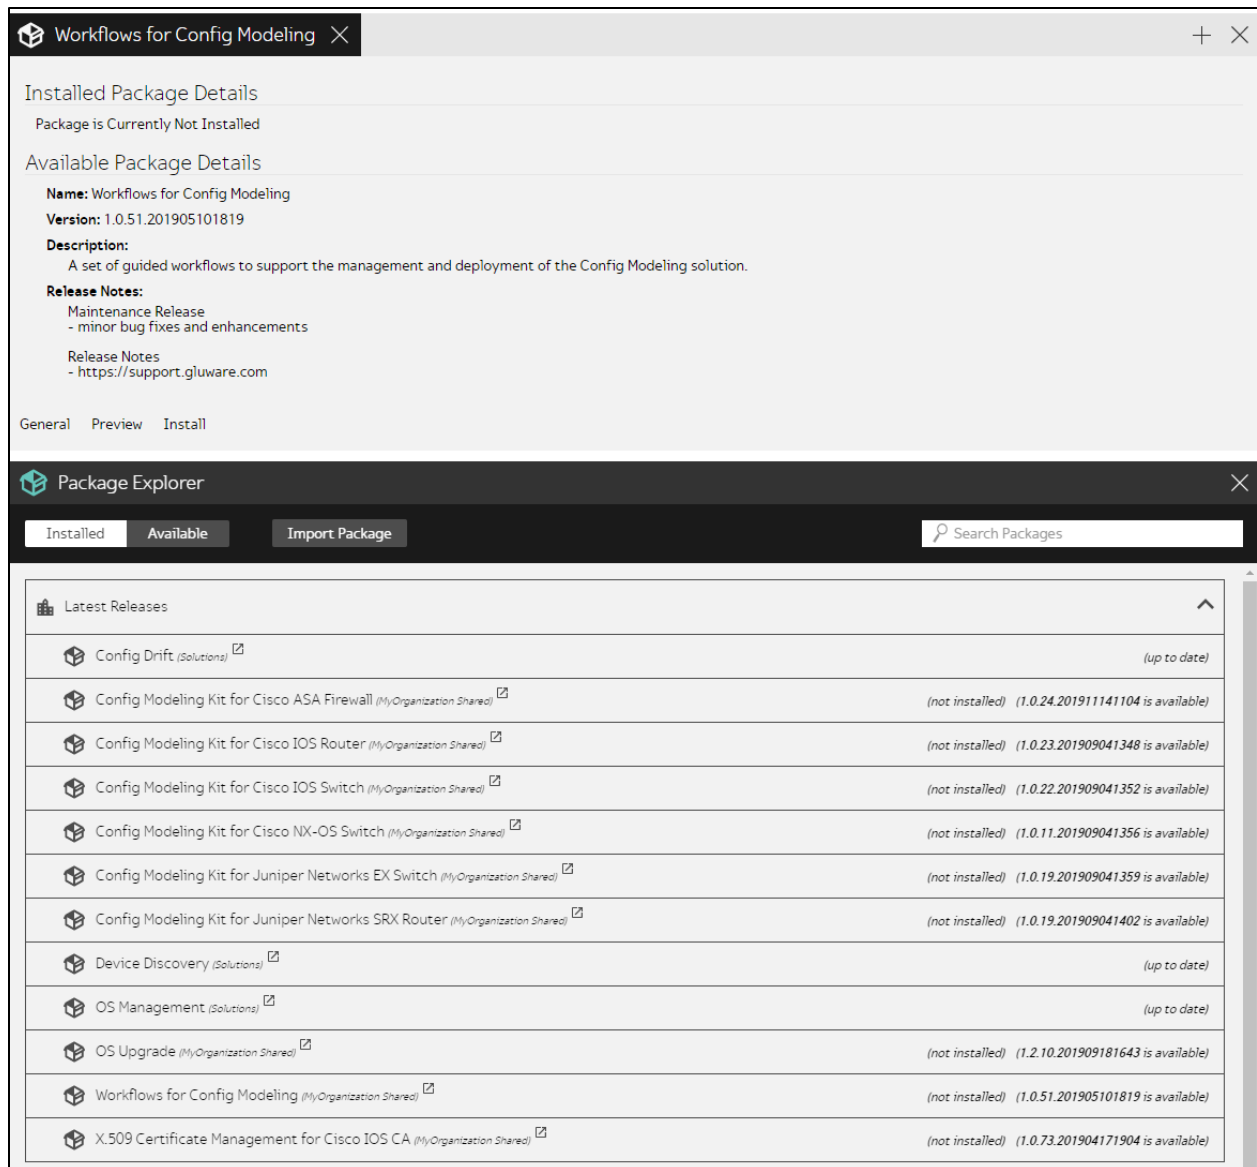 Workflows for Config Modeling
Installed Package Details
Package is Currently Not Installed
Available Package Details
Name: Workflows for Config Modeling
Version: 1.0.51.201905101819
Description:
A set of guided workflows to support the management and deployment of the Config Modeling solution.
Release Notes:
Maintenance Release
- minor bug fixes and enhancements
Release Notes
- https://support.gluware.com
General Preview Install
Package Explorer
Installed Available Import Package Search Packages
Latest Releases
Config Drift (Solutions) (up to date)
Config Modeling Kit for Cisco ASA Firewall (MyOrganization Shared) (not installed) (1.0.24.201911141104 is available)
Config Modeling Kit for Cisco IOS Router (MyOrganization Shared) (not installed) (1.0.23.201909041348 is available)
Config Modeling Kit for Cisco IOS Switch (MyOrganization Shared) (not installed) (1.0.22.201909041352 is available)
Config Modeling Kit for Cisco NX-OS Switch (MyOrganization Shared) (not installed) (1.0.11.201909041356 is available)
Config Modeling Kit for Juniper Networks EX Switch (MyOrganization Shared) (not installed) (1.0.19.201909041359 is available)
Config Modeling Kit for Juniper Networks SRX Router (MyOrganization Shared) (not installed) (1.0.19.201909041402 is available)
Device Discovery (Solutions) (up to date)
OS Management (Solutions) (up to date)
OS Upgrade (MyOrganization Shared) (not installed) (1.2.10.201909181643 is available)
Workflows for Config Modeling (MyOrganization Shared) (not installed) (1.0.51.201905101819 is available)
X.509 Certificate Management for Cisco IOS CA (MyOrganization Shared) (not installed) (1.0.73.201904171904 is available)